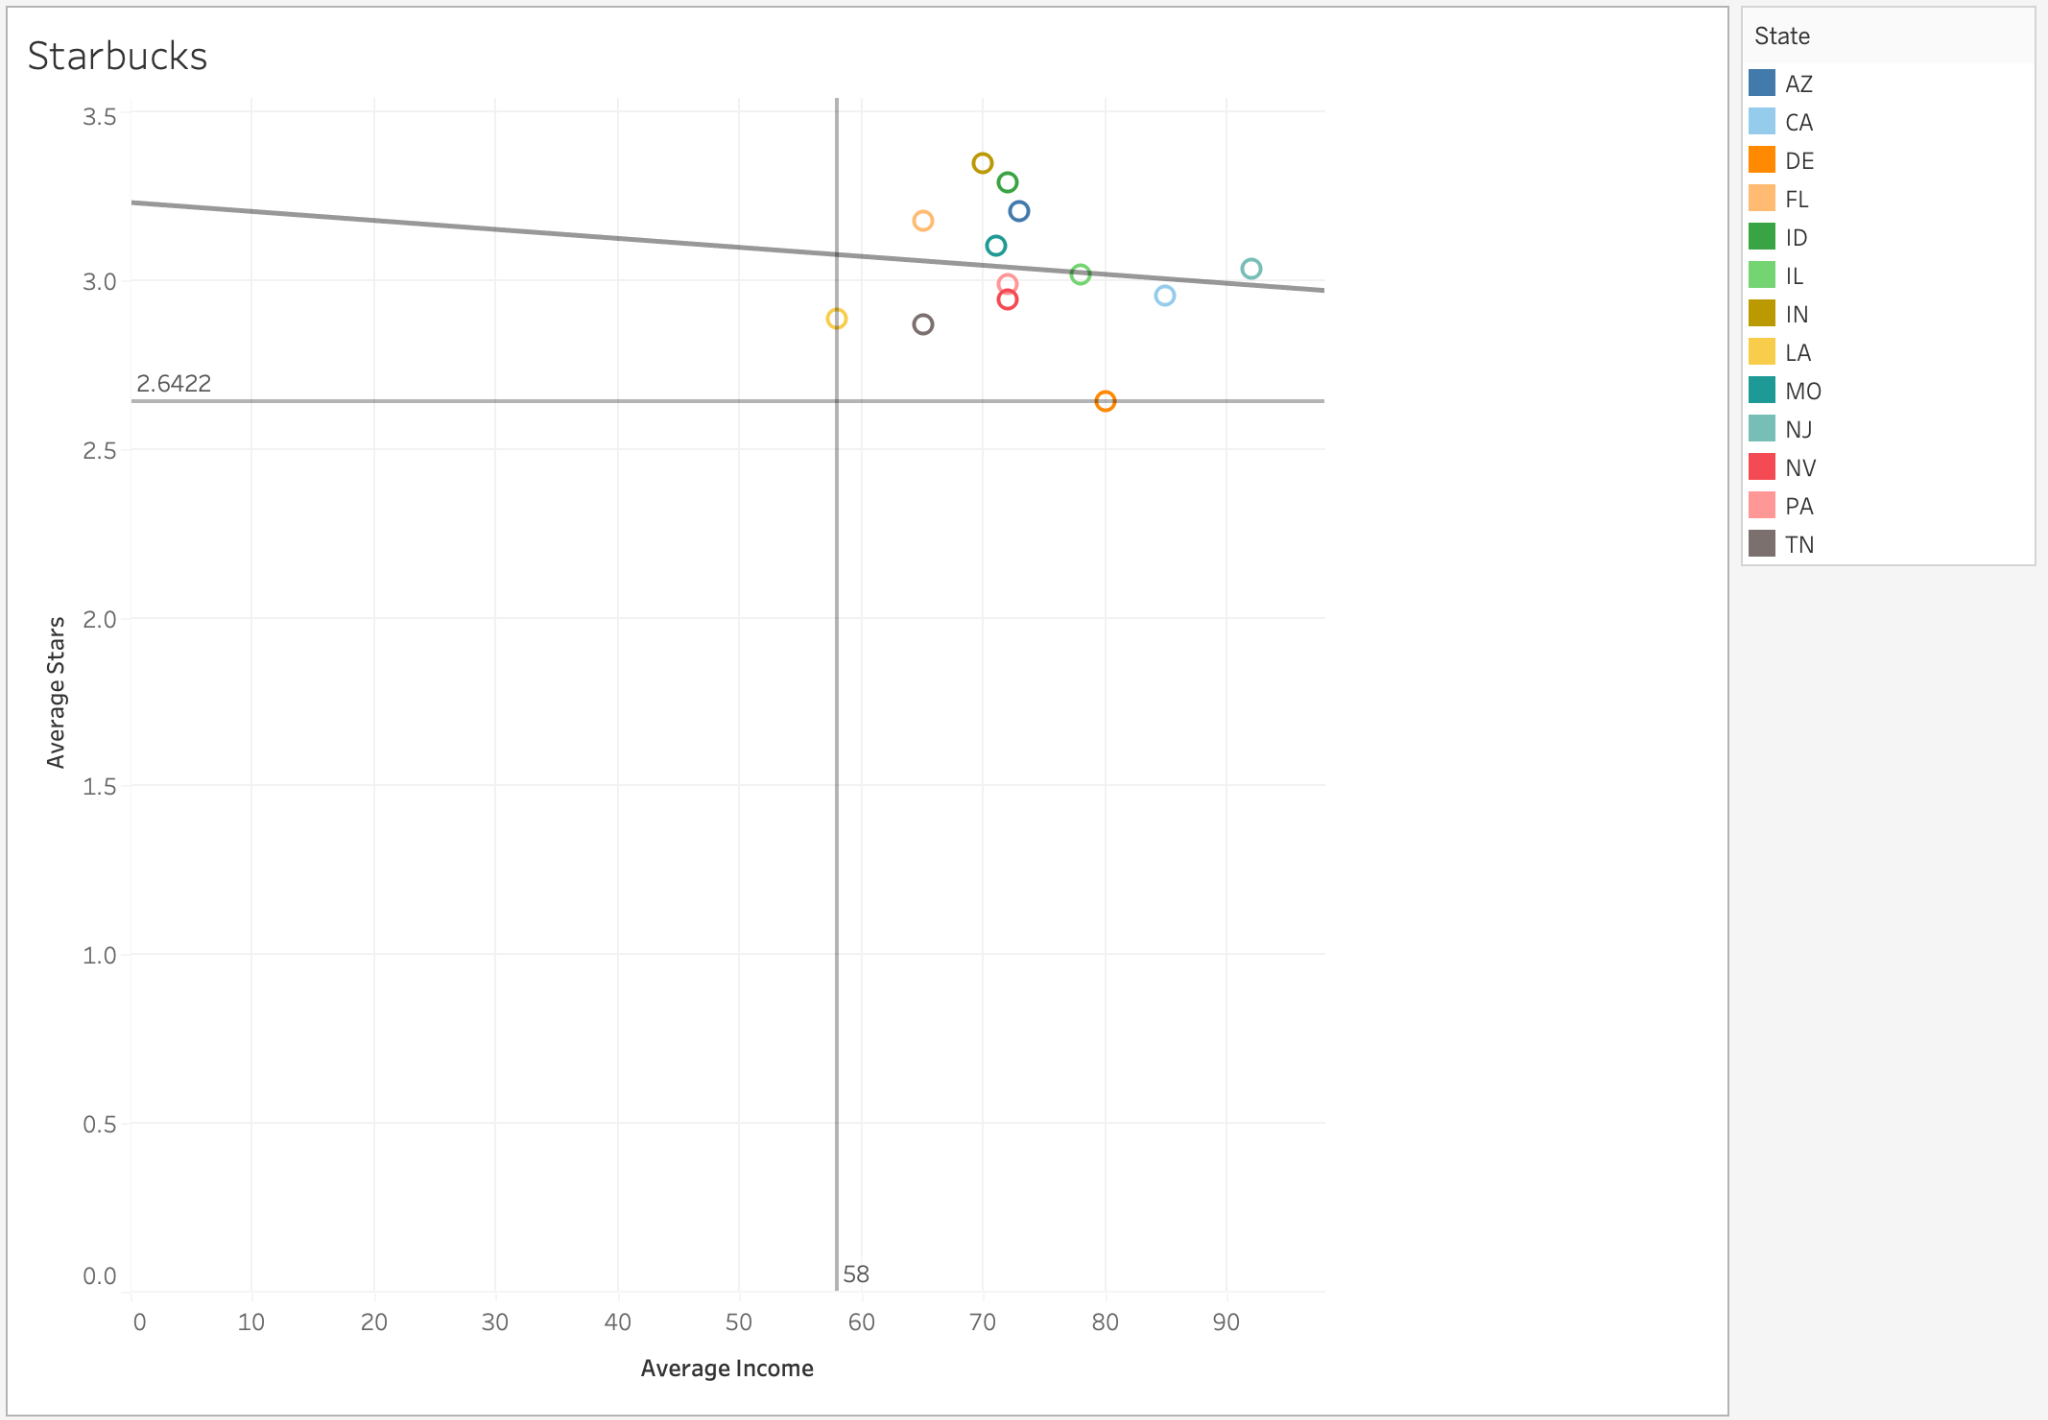 Starbucks
State
AZ
CA
DE
FL
ID
IL
IN
LA
MO
NJ
NV
PA
TN
3.5
3.0
2.6422
2.5
2.0
1.5
1.0
0.5
0.0
Average Stars
58
0 10 20 30 40 50 60 70 80 90
Average Income